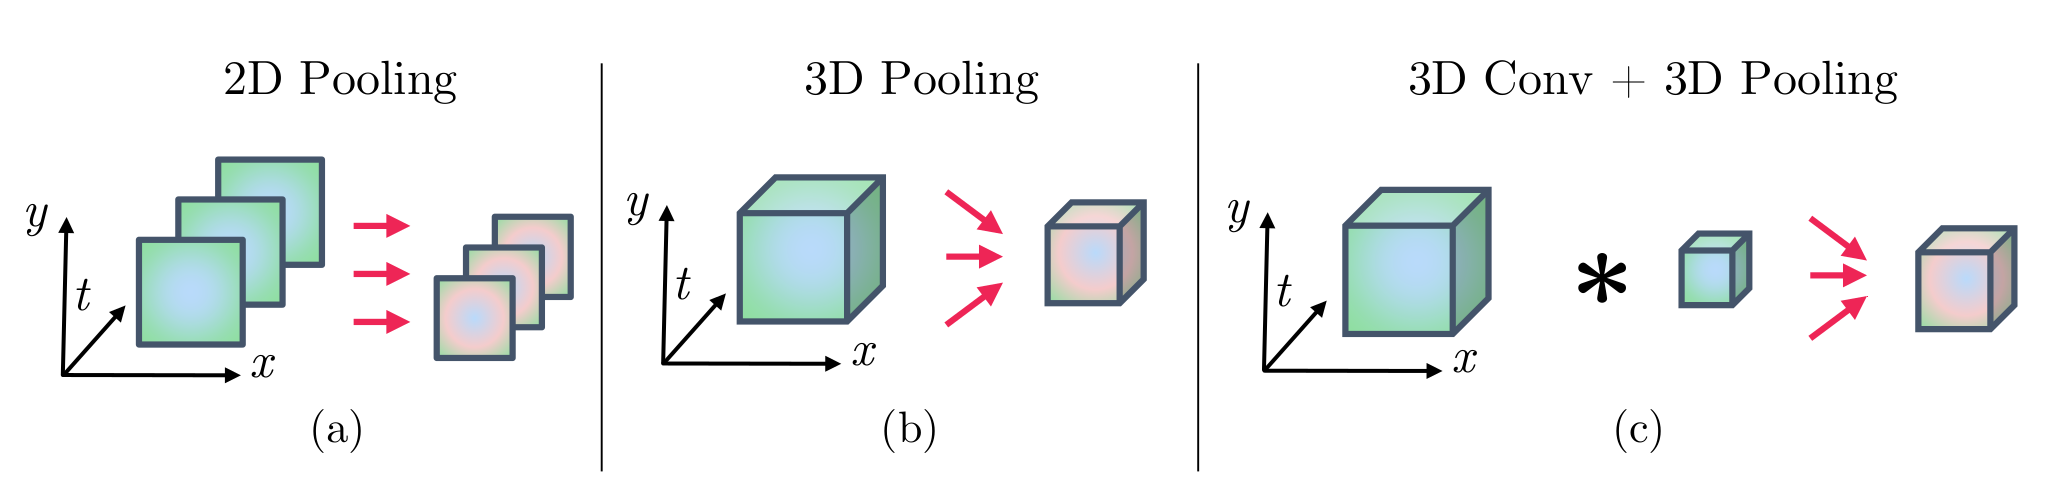 2D Pooling
y
t
x
(a)
3D Pooling
y
t
x
(b)
3D Conv + 3D Pooling
y
t
x
*
(c)